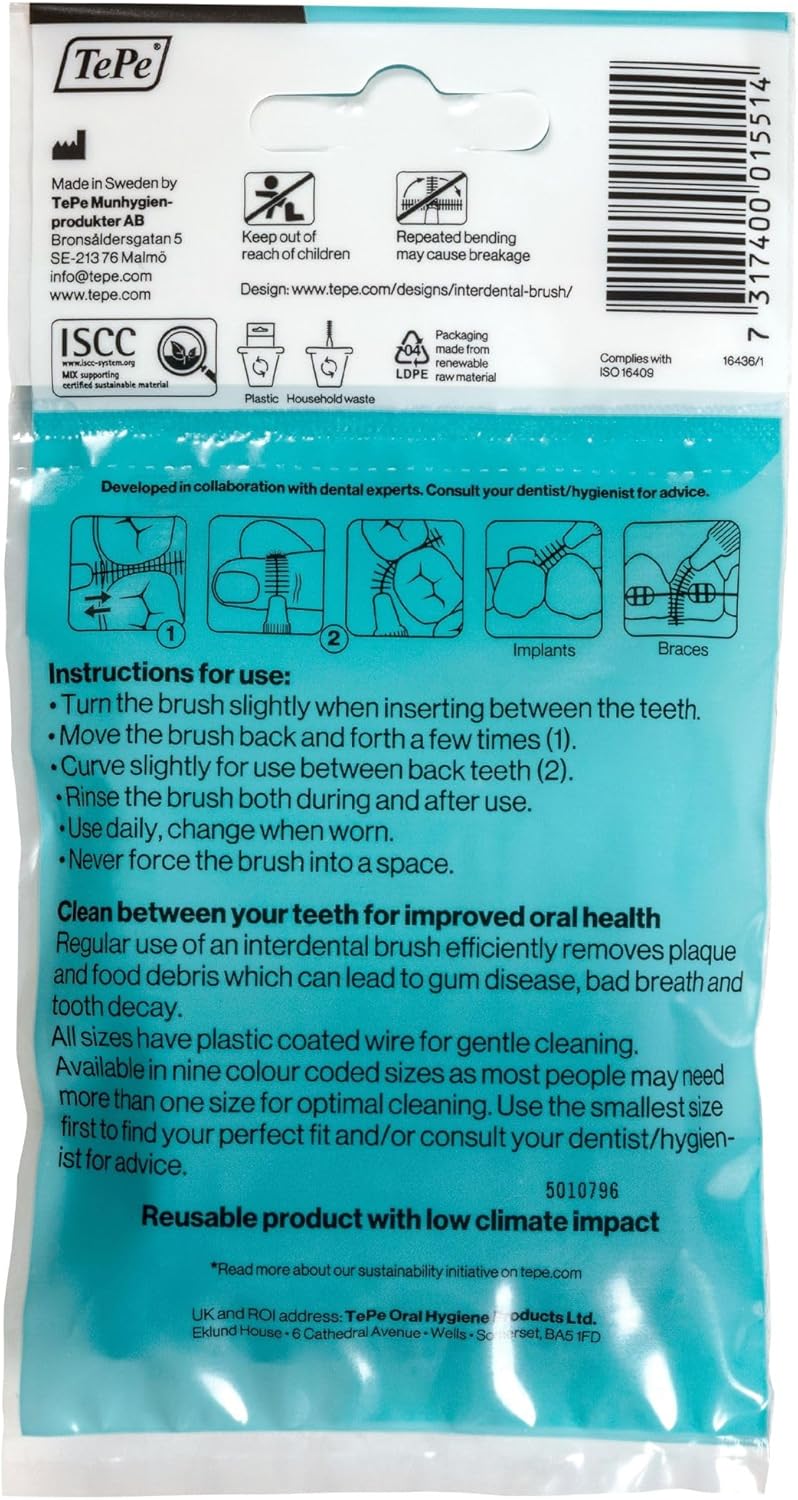 TePe®
Made in Sweden by
TePe Munhygien-
produkter AB
Bronsåldersgatan 5
SE-213 76 Malmö
info@tepe.com
www.tepe.com
Keep out of
reach of children
Repeated bending
may cause breakage
Design: www.tepe.com/designs/interdental-brush/
7 317400 015514
ISCC
www.iscc-system.org
MIX supporting
certified sustainable material
Plastic
Household waste
04
LDPE
Packaging
made from
renewable
raw material
Complies with
ISO 16409
16436/1
Developed in collaboration with dental experts. Consult your dentist/hygienist for advice.
1
2
Implants
Braces
Instructions for use:
• Turn the brush slightly when inserting between the teeth.
• Move the brush back and forth a few times (1).
• Curve slightly for use between back teeth (2).
• Rinse the brush both during and after use.
• Use daily, change when worn.
• Never force the brush into a space.
Clean between your teeth for improved oral health
Regular use of an interdental brush efficiently removes plaque
and food debris which can lead to gum disease, bad breath and
tooth decay.
All sizes have plastic coated wire for gentle cleaning.
Available in nine colour coded sizes as most people may need
more than one size for optimal cleaning. Use the smallest size
first to find your perfect fit and/or consult your dentist/hygien-
ist for advice.
5010796
Reusable product with low climate impact
*Read more about our sustainability initiative on tepe.com
UK and ROI address: TePe Oral Hygiene Products Ltd.
Eklund House • 6 Cathedral Avenue • Wells • Somerset, BA5 1FD